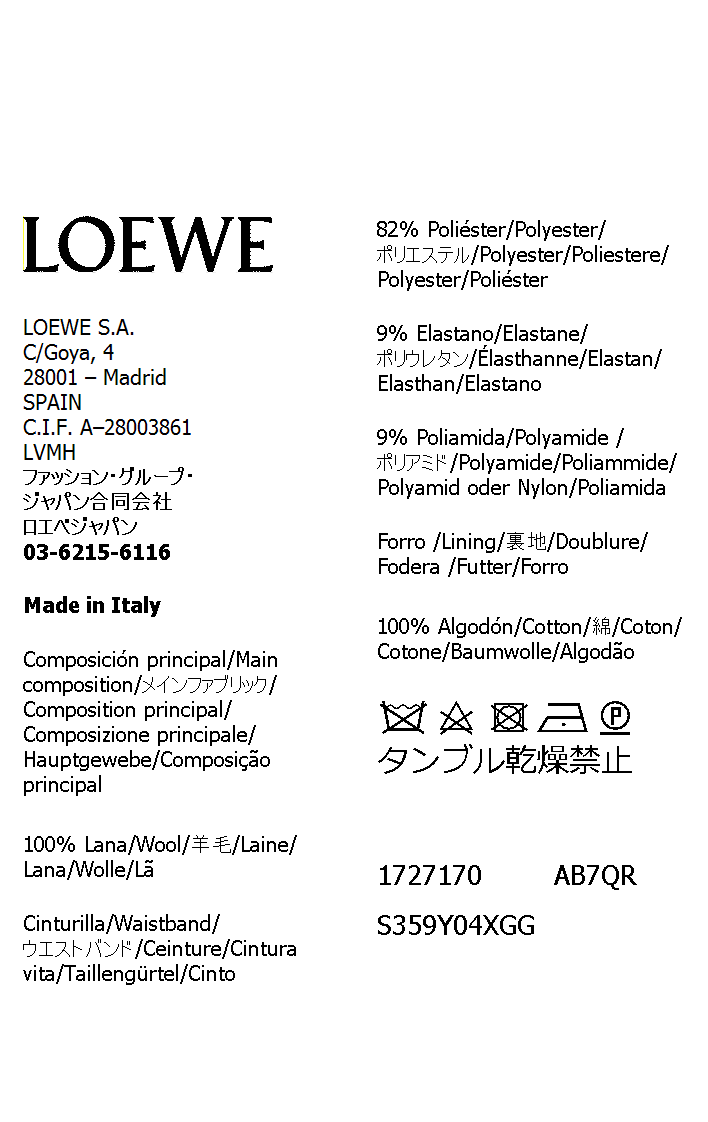 LOEWE
LOEWE S.A.
C/Goya, 4
28001 – Madrid
SPAIN
C.I.F. A–28003861
LVMH
ファッション・グループ・
ジャパン合同会社
ロエベジャパン
03-6215-6116
Made in Italy
Composición principal/Main
composition/メインファブリック/
Composition principal/
Composizione principale/
Hauptgewebe/Composição
principal
100% Lana/Wool/羊毛/Laine/
Lana/Wolle/Lã
Cinturilla/Waistband/
ウエストバンド/Ceinture/Cintura
vita/Taillengürtel/Cinto
82% Poliéster/Polyester/
ポリエステル/Polyester/Poliestere/
Polyester/Poliéster
9% Elastano/Elastane/
ポリウレタン/Élasthanne/Elastan/
Elasthan/Elastano
9% Poliamida/Polyamide /
ポリアミド/Polyamide/Poliammide/
Polyamid oder Nylon/Poliamida
Forro /Lining/裏地/Doublure/
Fodera /Futter/Forro
100% Algodón/Cotton/綿/Coton/
Cotone/Baumwolle/Algodão
P
タンブル乾燥禁止
1727170 AB7QR
S359Y04XGG